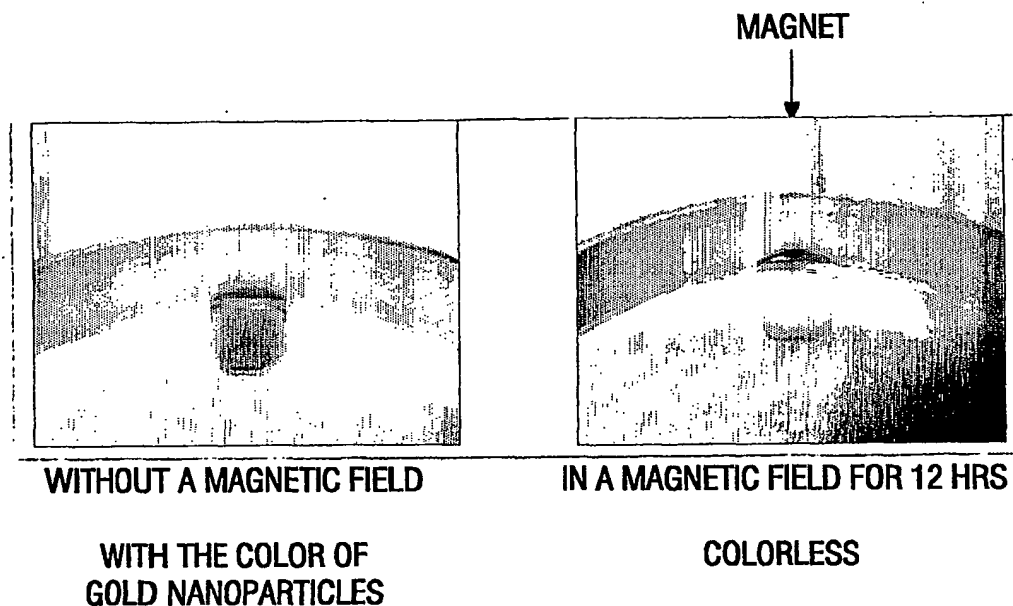 MAGNET
WITHOUT A MAGNETIC FIELD
IN A MAGNETIC FIELD FOR 12 HRS
WITH THE COLOR OF
GOLD NANOPARTICLES
COLORLESS